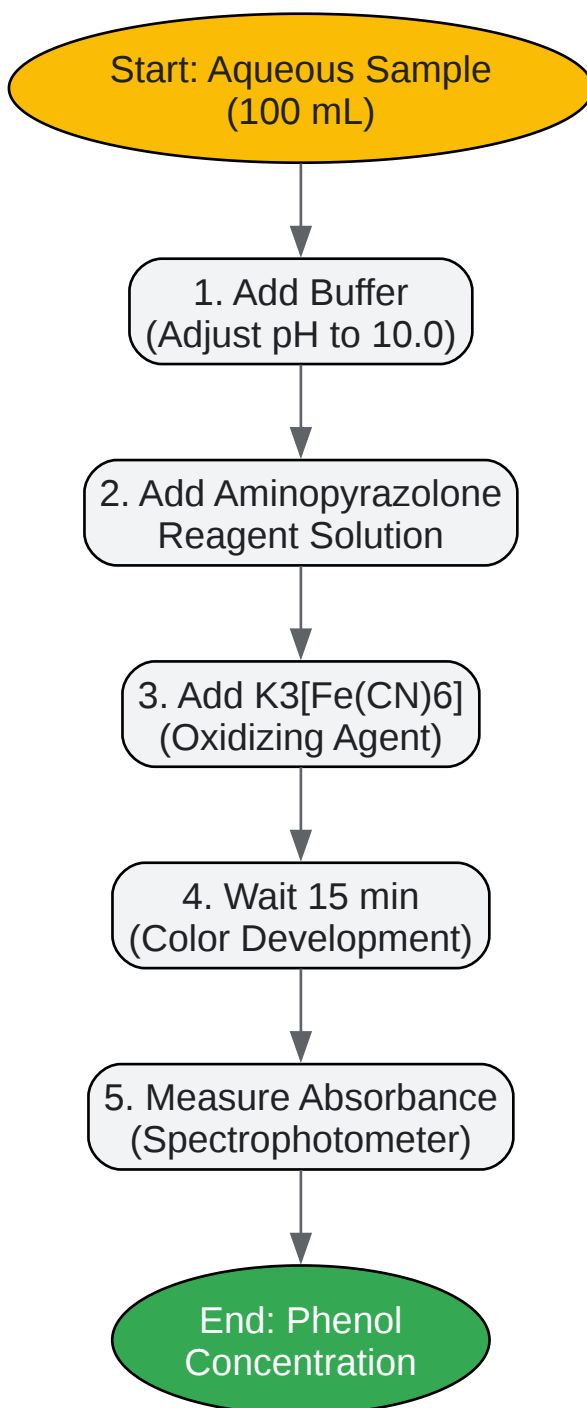 Start: Aqueous Sample
(100 mL)
1. Add Buffer
(Adjust pH to 10.0)
2. Add Aminopyrazolone
Reagent Solution
3. Add K3[Fe(CN)6]
(Oxidizing Agent)
4. Wait 15 min
(Color Development)
5. Measure Absorbance
(Spectrophotometer)
End: Phenol
Concentration